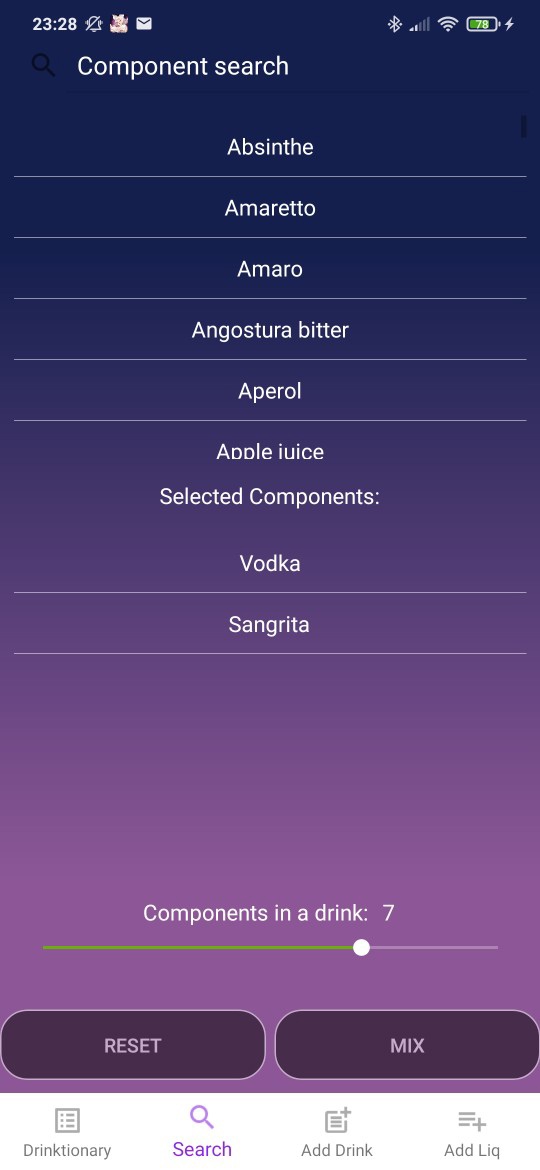 23:28
78
Component search
Absinthe
Amaretto
Amaro
Angostura bitter
Aperol
Apple juice
Selected Components:
Vodka
Sangrita
Components in a drink: 7
RESET
MIX
Drinktionary
Search
Add Drink
Add Liq